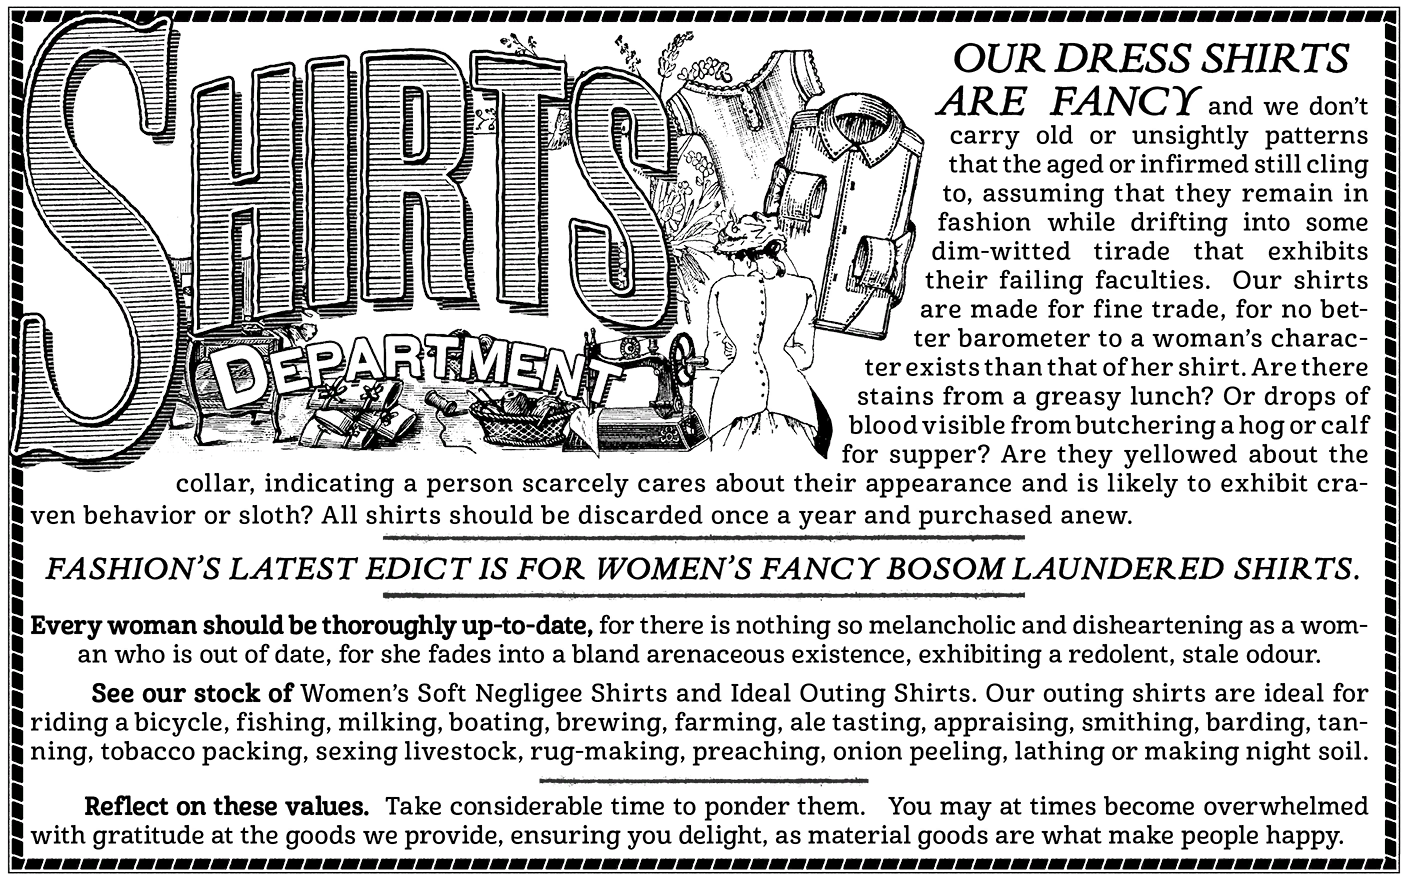 SHIRTS
DEPARTMENT
OUR DRESS SHIRTS
ARE FANCY and we don't
carry old or unsightly patterns
that the aged or infirmed still cling
to, assuming that they remain in
fashion while drifting into some
dim-witted tirade that exhibits
their failing faculties. Our shirts
are made for fine trade, for no bet-
ter barometer to a woman's charac-
ter exists than that of her shirt. Are there
stains from a greasy lunch? Or drops of
blood visible from butchering a hog or calf
for supper? Are they yellowed about the
collar, indicating a person scarcely cares about their appearance and is likely to exhibit cra-
ven behavior or sloth? All shirts should be discarded once a year and purchased anew.
FASHION'S LATEST EDICT IS FOR WOMEN'S FANCY BOSOM LAUNDERED SHIRTS.
Every woman should be thoroughly up-to-date, for there is nothing so melancholic and disheartening as a wom-
an who is out of date, for she fades into a bland arenaceous existence, exhibiting a redolent, stale odour.
See our stock of Women's Soft Negligee Shirts and Ideal Outing Shirts. Our outing shirts are ideal for
riding a bicycle, fishing, milking, boating, brewing, farming, ale tasting, appraising, smithing, barding, tan-
ning, tobacco packing, sexing livestock, rug-making, preaching, onion peeling, lathing or making night soil.
Reflect on these values. Take considerable time to ponder them. You may at times become overwhelmed
with gratitude at the goods we provide, ensuring you delight, as material goods are what make people happy.